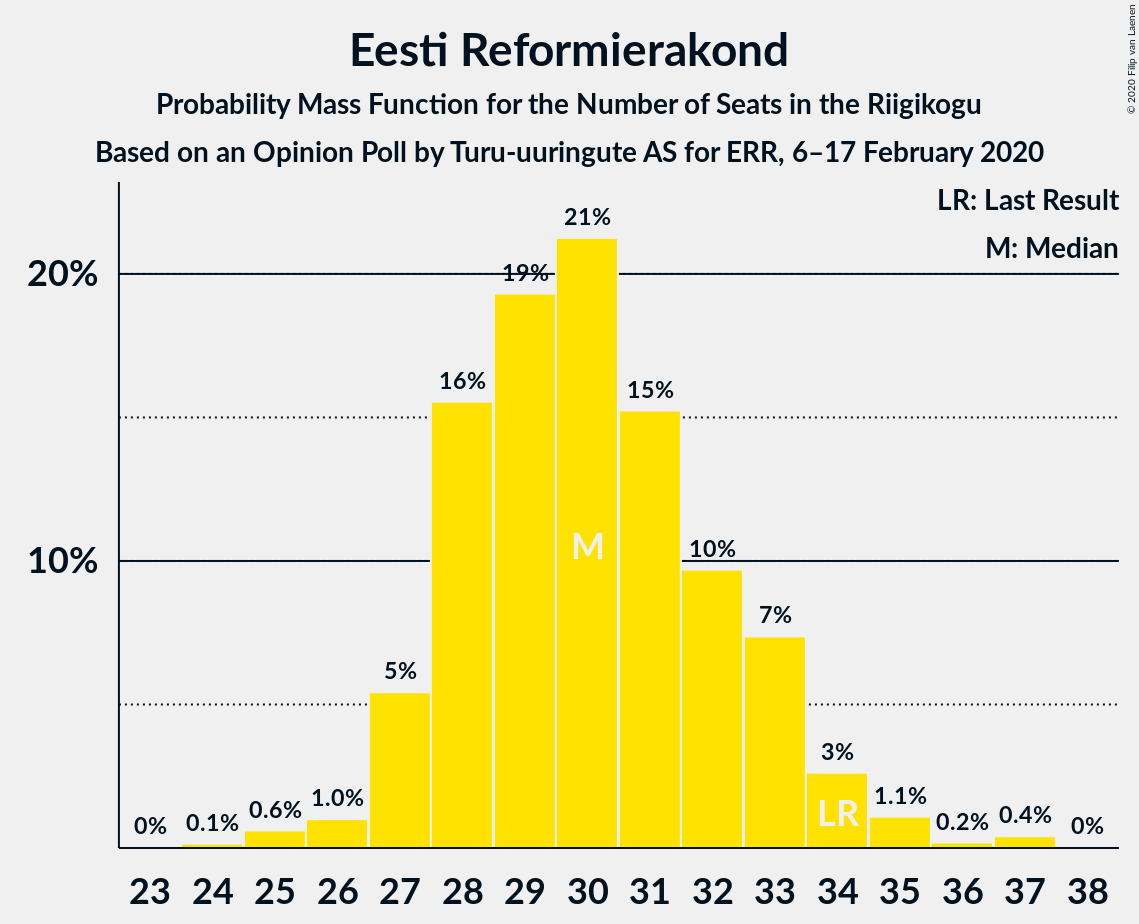 Eesti Reformierakond
Probability Mass Function for the Number of Seats in the Riigikogu
Based on an Opinion Poll by Turu-uuringute AS for ERR, 6–17 February 2020
© 2020 Filip van Laenen
LR: Last Result
M: Median
20%
10%
0%
0.1%
0.6%
1.0%
5%
16%
19%
21%
15%
10%
7%
3%
1.1%
0.2%
0.4%
0%
M
LR
23 24 25 26 27 28 29 30 31 32 33 34 35 36 37 38